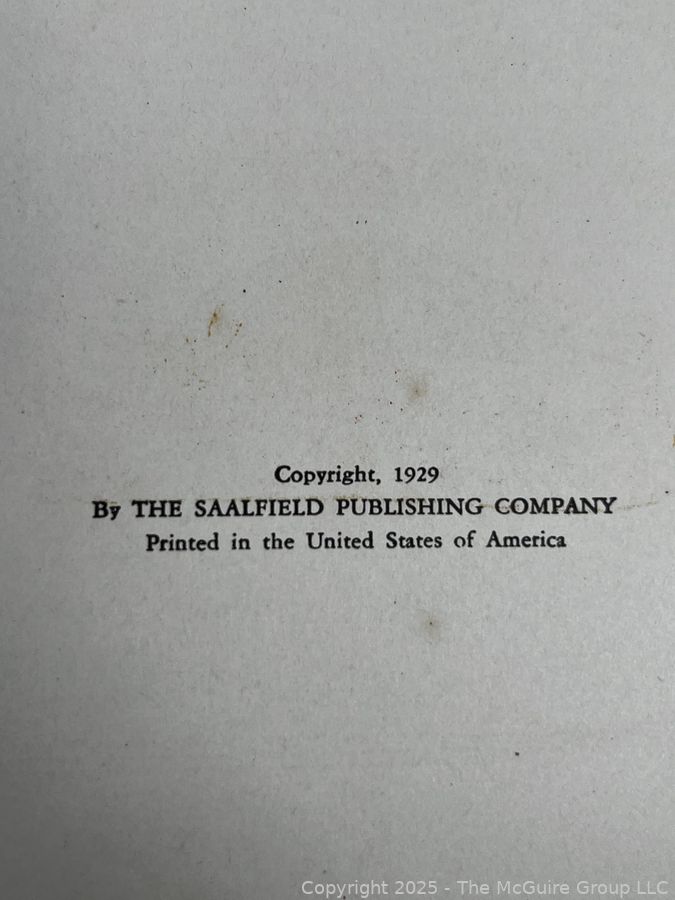 Copyright, 1929
By THE SAALFIELD PUBLISHING COMPANY
Printed in the United States of America
Copyright 2025 - The McGuire Group LLC